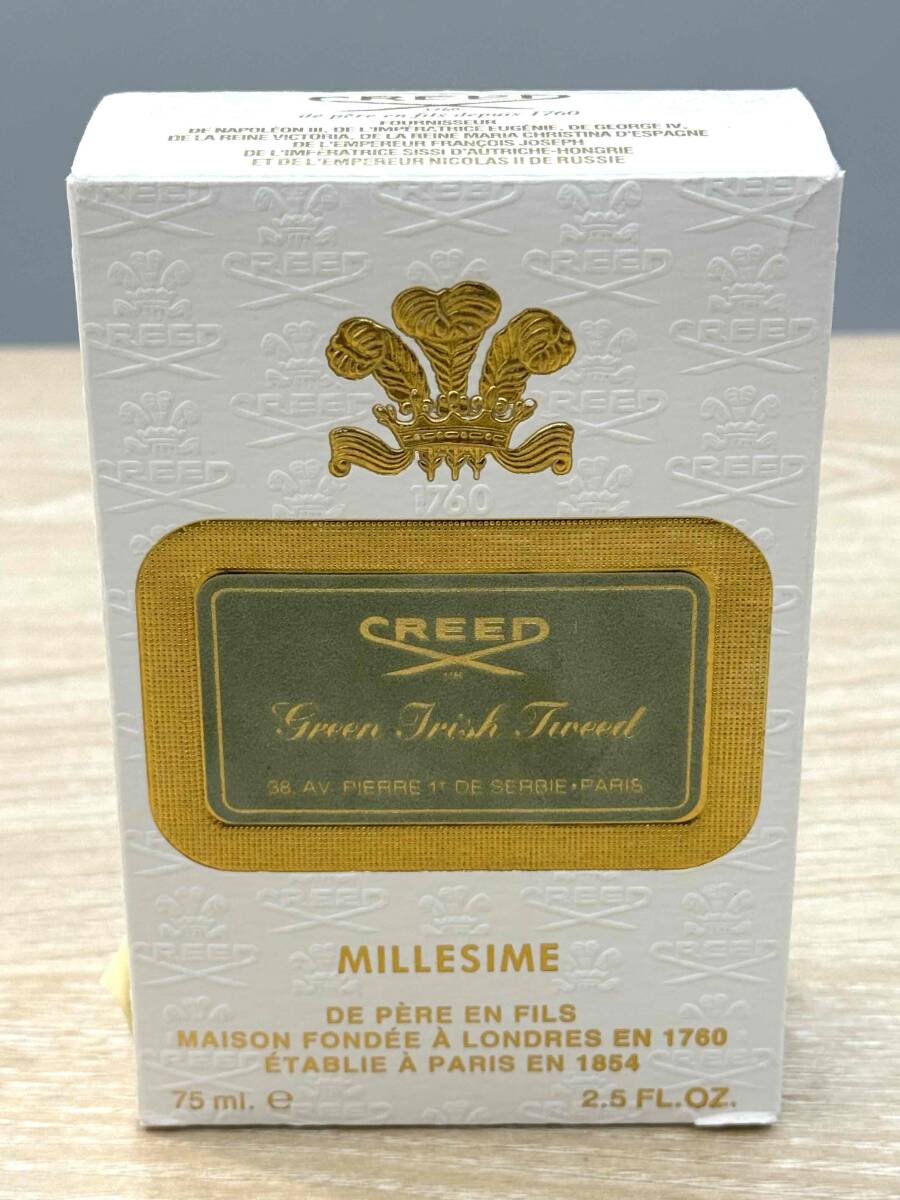 CREED
1760
de père en fils depuis 1760
FOURNISSEUR
DE NAPOLÉON III, DE L'IMPÉRATRICE EUGÉNIE, DE GEORGE IV,
DE LA REINE VICTORIA, DE LA REINE MARIA CHRISTINA D'ESPAGNE
DE L'EMPEREUR FRANÇOIS JOSEPH
DE L'IMPÉRATRICE SISSI D'AUTRICHE-HONGRIE
ET DE L'EMPEREUR NICOLAS II DE RUSSIE
1760
CREED
Green Irish Tweed
38, AV. PIERRE 1er DE SERBIE • PARIS
MILLESIME
DE PÈRE EN FILS
MAISON FONDÉE À LONDRES EN 1760
ÉTABLIE À PARIS EN 1854
75 ml. e 2.5 FL.OZ.